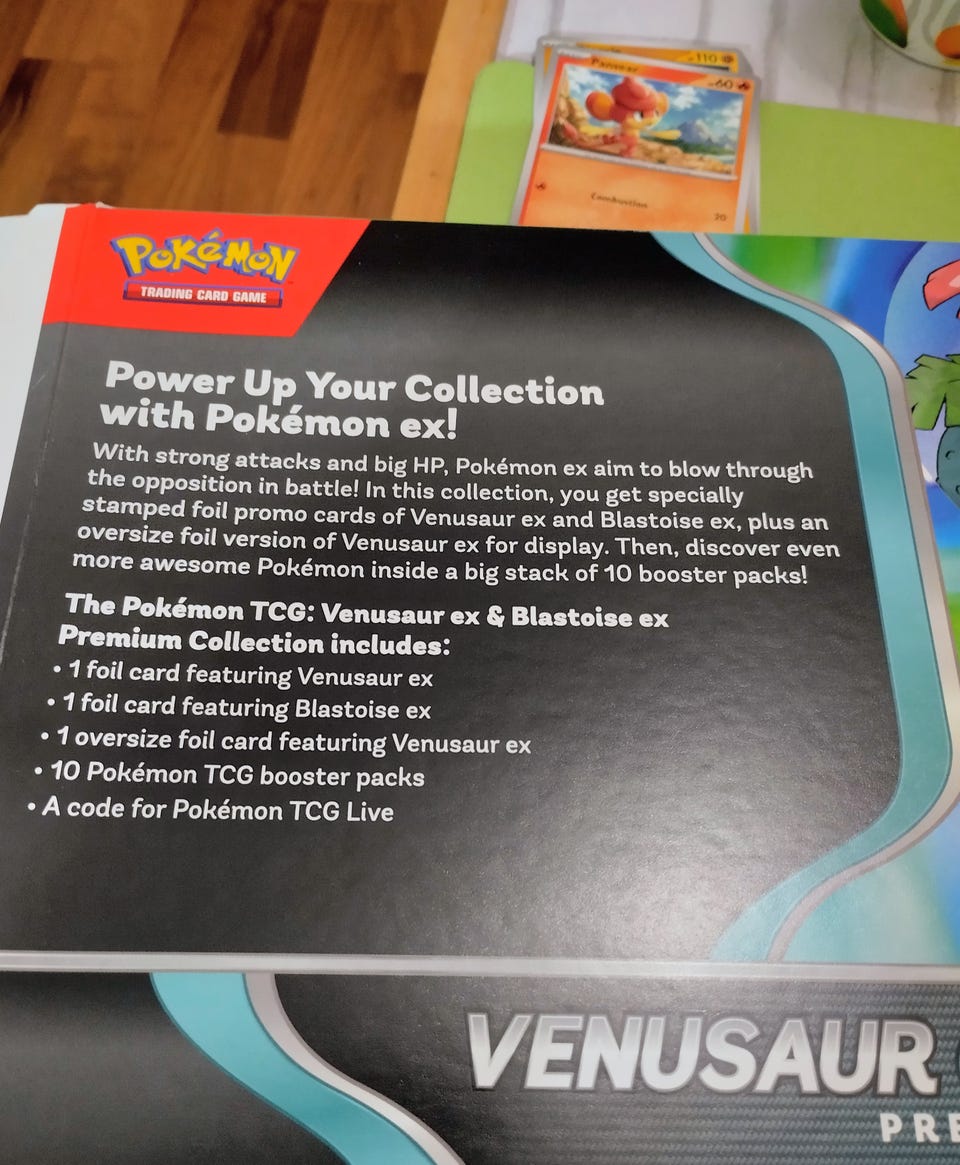 110
Pansear
60
Combustion
20
POKéMON
TRADING CARD GAME
Power Up Your Collection
with Pokémon ex!
With strong attacks and big HP, Pokémon ex aim to blow through
the opposition in battle! In this collection, you get specially
stamped foil promo cards of Venusaur ex and Blastoise ex, plus an
oversize foil version of Venusaur ex for display. Then, discover even
more awesome Pokémon inside a big stack of 10 booster packs!
The Pokémon TCG: Venusaur ex & Blastoise ex
Premium Collection includes:
• 1 foil card featuring Venusaur ex
• 1 foil card featuring Blastoise ex
• 1 oversize foil card featuring Venusaur ex
• 10 Pokémon TCG booster packs
• A code for Pokémon TCG Live
VENUSAUR
PRE